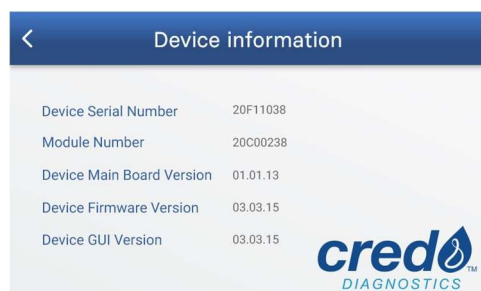 Device information
Device Serial Number 20F11038
Module Number 20C00238
Device Main Board Version 01.01.13
Device Firmware Version 03.03.15
Device GUI Version 03.03.15
credo TM
DIAGNOSTICS